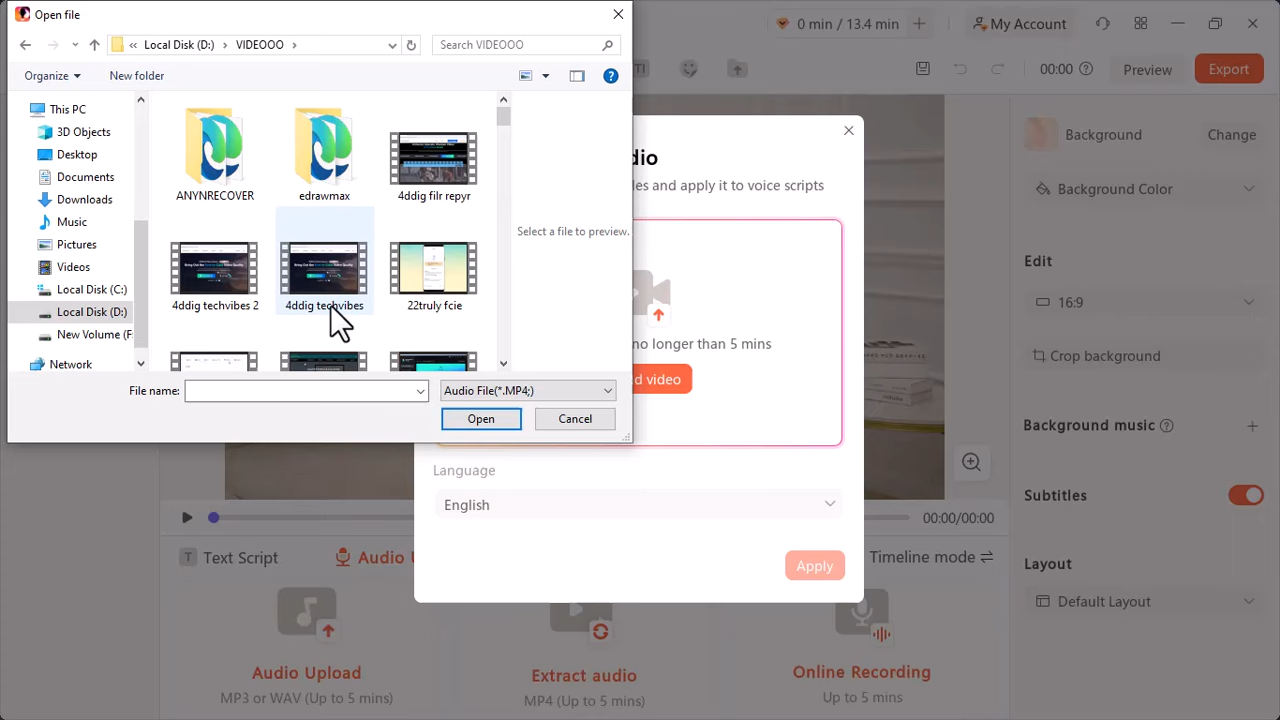 Open file
0 min / 13.4 min
My Account
Local Disk (D:)
VIDEOOO
Search VIDEOOO
Organize
New folder
00:00
Preview
Export
This PC
3D Objects
Desktop
Documents
Downloads
Music
Pictures
Videos
Local Disk (C:)
Local Disk (D:)
New Volume (F
Network
ANYNRECOVER
edrawmax
4ddig filr repyr
4ddig techvibes 2
4ddig techvibes
22truly fcie
Select a file to preview.
File name:
Audio File(*.MP4;)
Open
Cancel
dio
les and apply it to voice scripts
no longer than 5 mins
d video
Language
English
Apply
Background
Change
Background Color
Edit
16:9
Crop background
Background music
Subtitles
Layout
Default Layout
00:00/00:00
T Text Script
Audio U
Timeline mode
Audio Upload
MP3 or WAV (Up to 5 mins)
Extract audio
MP4 (Up to 5 mins)
Online Recording
Up to 5 mins